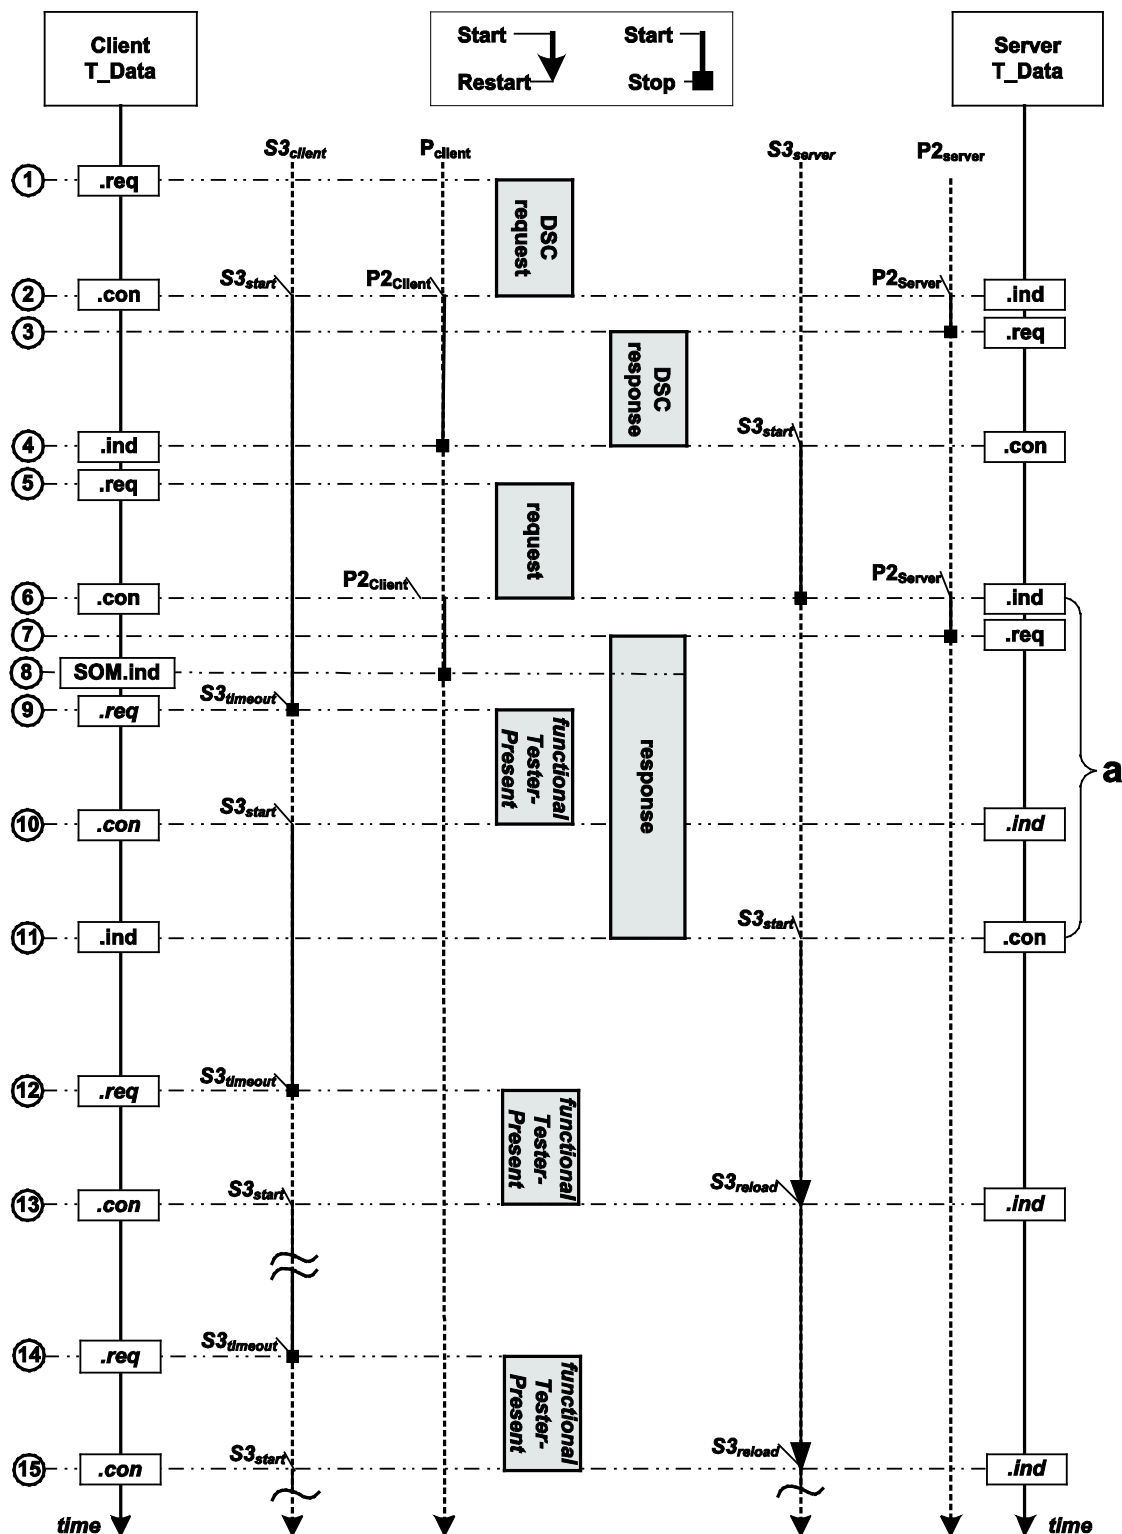 Client
T_Data
Start
Restart
Start
Stop
Server
T_Data
S3client
Pclient
S3server
P2server
1 .req
DSC
request
2 .con S3start P2Client P2Server .ind
3 .req
DSC
response
4 .ind S3start .con
5 .req
request
6 .con P2Client P2Server .ind
7 .req
8 SOM.ind
9 .req S3timeout
functional
Tester-
Present
response
a
10 .con S3start .ind
11 .ind S3start .con
12 .req S3timeout
functional
Tester-
Present
13 .con S3start S3reload .ind
14 .req S3timeout
functional
Tester-
Present
15 .con S3start S3reload .ind
time
time